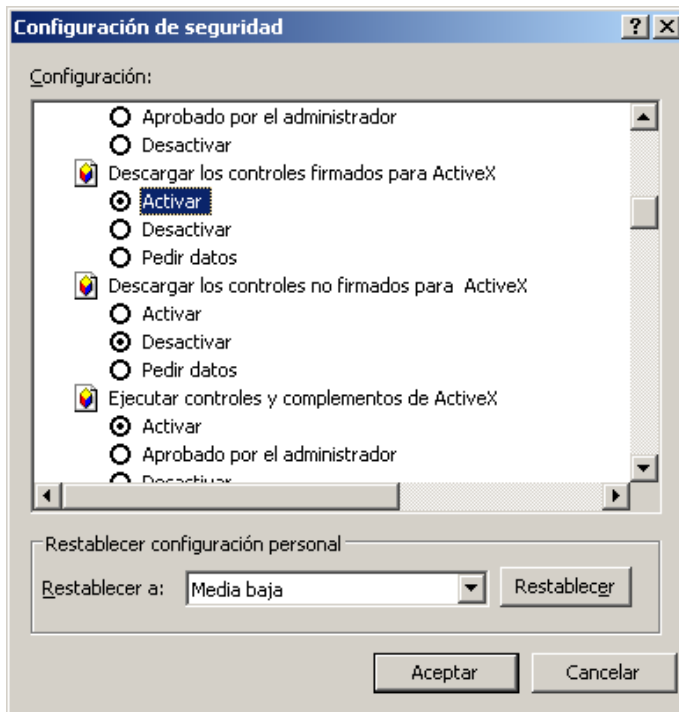 Configuración de seguridad
Configuración:
Aprobado por el administrador
Desactivar
Descargar los controles firmados para ActiveX
Activar
Desactivar
Pedir datos
Descargar los controles no firmados para ActiveX
Activar
Desactivar
Pedir datos
Ejecutar controles y complementos de ActiveX
Activar
Aprobado por el administrador
Desactivar
Restablecer configuración personal
Restablecer a: Media baja Restablecer
Aceptar Cancelar